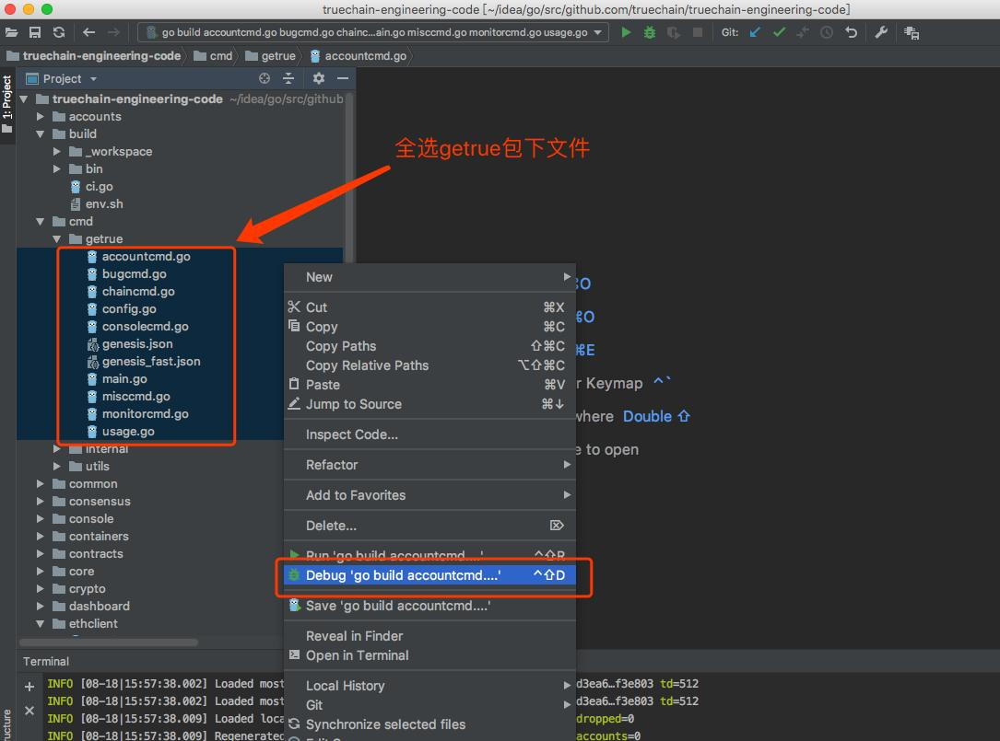 truechain-engineering-code [~/idea/go/src/github.com/truechain/truechain-engineering-code]
go build accountcmd.go bugcmd.go chainc...ain.go misccmd.go monitorcmd.go usage.go
Git:
truechain-engineering-code
cmd
getrue
accountcmd.go
1: Project
Project
truechain-engineering-code ~/idea/go/src/github
accounts
build
_workspace
bin
ci.go
env.sh
cmd
getrue
accountcmd.go
bugcmd.go
chaincmd.go
config.go
consolecmd.go
genesis.json
genesis_fast.json
main.go
misccmd.go
monitorcmd.go
usage.go
internal
utils
common
consensus
console
containers
contracts
core
crypto
dashboard
ethclient
全选getrue包下文件
⌘O
⌘E
r Keymap ^`
where Double ⇧
e to open
New
Cut ⌘X
Copy ⌘C
Copy Paths ⇧⌘C
Copy Relative Paths ⌥⇧⌘C
Paste ⌘V
Jump to Source ⌘↓
Inspect Code...
Refactor
Add to Favorites
Delete... ⌦
Run 'go build accountcmd....' ^⇧R
Debug 'go build accountcmd....' ^⇧D
Save 'go build accountcmd....'
Reveal in Finder
Open in Terminal
Local History
Git
Synchronize selected files
Terminal
INFO [08-18|15:57:38.002] Loaded most d3ea6…f3e803 td=512
INFO [08-18|15:57:38.002] Loaded most d3ea6…f3e803 td=512
INFO [08-18|15:57:38.009] Loaded loca dropped=0
INFO [08-18|15:57:38.009] Regenerated accounts=0
ucture